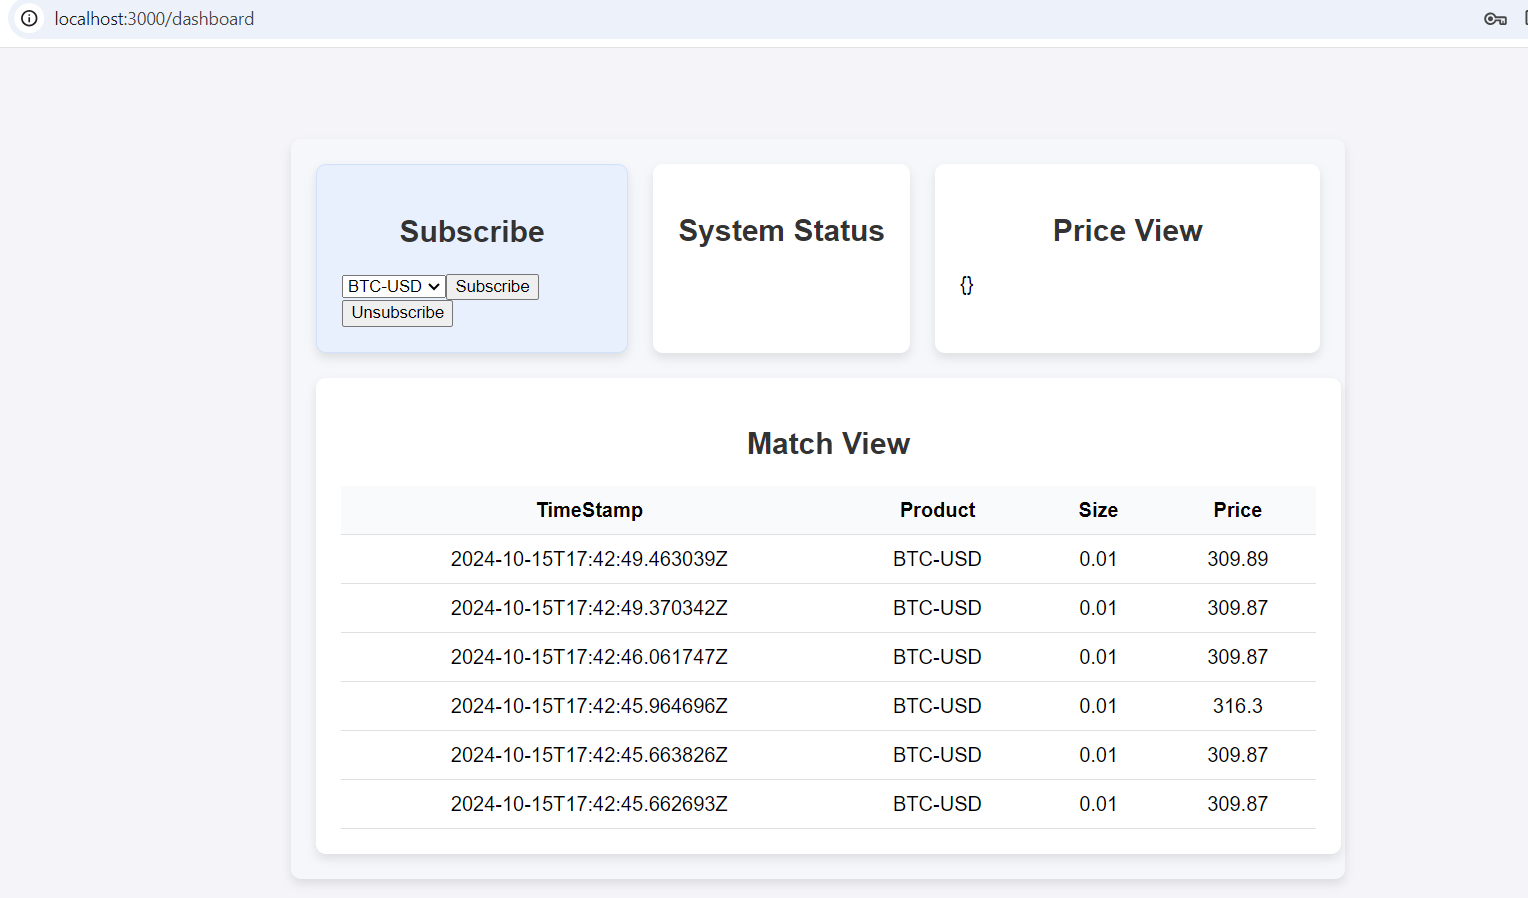 localhost:3000/dashboard
Subscribe
BTC-USD Subscribe
Unsubscribe
System Status
Price View
{}
Match View
TimeStamp Product Size Price
2024-10-15T17:42:49.463039Z BTC-USD 0.01 309.89
2024-10-15T17:42:49.370342Z BTC-USD 0.01 309.87
2024-10-15T17:42:46.061747Z BTC-USD 0.01 309.87
2024-10-15T17:42:45.964696Z BTC-USD 0.01 316.3
2024-10-15T17:42:45.663826Z BTC-USD 0.01 309.87
2024-10-15T17:42:45.662693Z BTC-USD 0.01 309.87